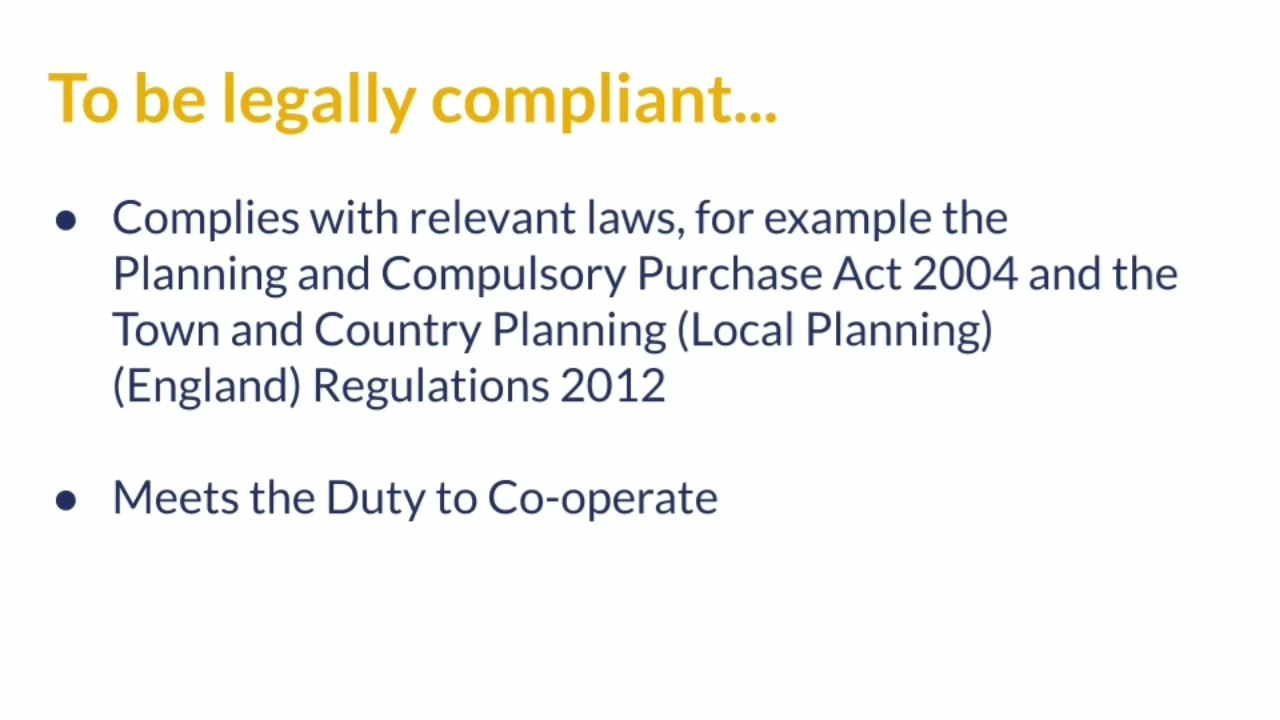 To be legally compliant...
● Complies with relevant laws, for example the
Planning and Compulsory Purchase Act 2004 and the
Town and Country Planning (Local Planning)
(England) Regulations 2012
● Meets the Duty to Co-operate